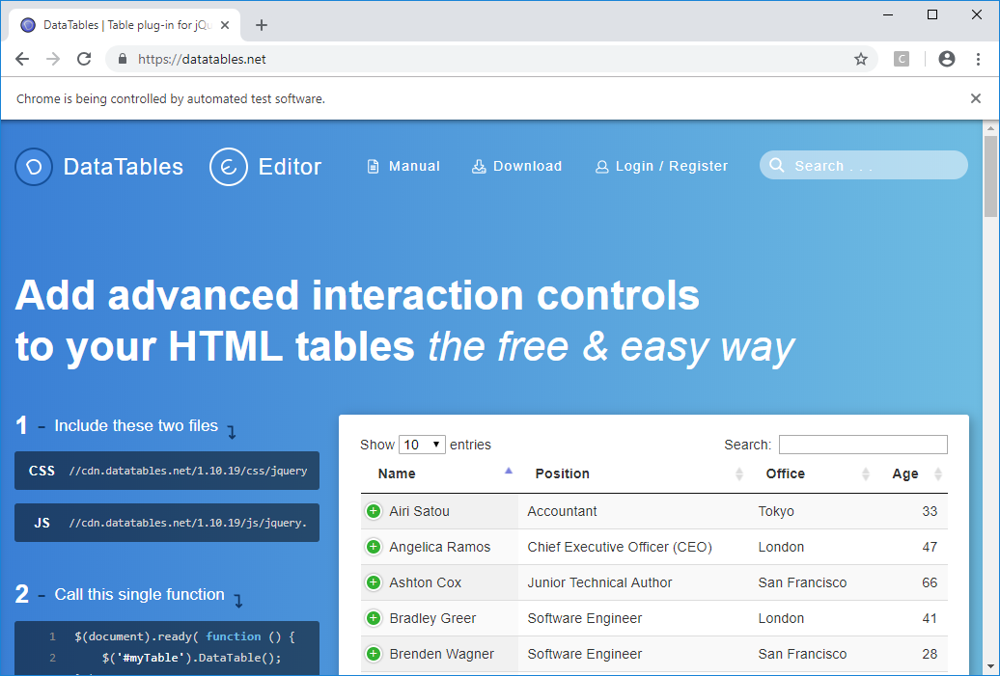 DataTables | Table plug-in for jQu
https://datatables.net
C
Chrome is being controlled by automated test software.
DataTables
Editor
Manual
Download
Login / Register
Search . . .
Add advanced interaction controls
to your HTML tables the free & easy way
1 - Include these two files
CSS //cdn.datatables.net/1.10.19/css/jquery
JS //cdn.datatables.net/1.10.19/js/jquery.
2 - Call this single function
1 $(document).ready( function () {
2 $('#myTable').DataTable();
Show 10 entries
Search:
Name Position Office Age
Airi Satou Accountant Tokyo 33
Angelica Ramos Chief Executive Officer (CEO) London 47
Ashton Cox Junior Technical Author San Francisco 66
Bradley Greer Software Engineer London 41
Brenden Wagner Software Engineer San Francisco 28